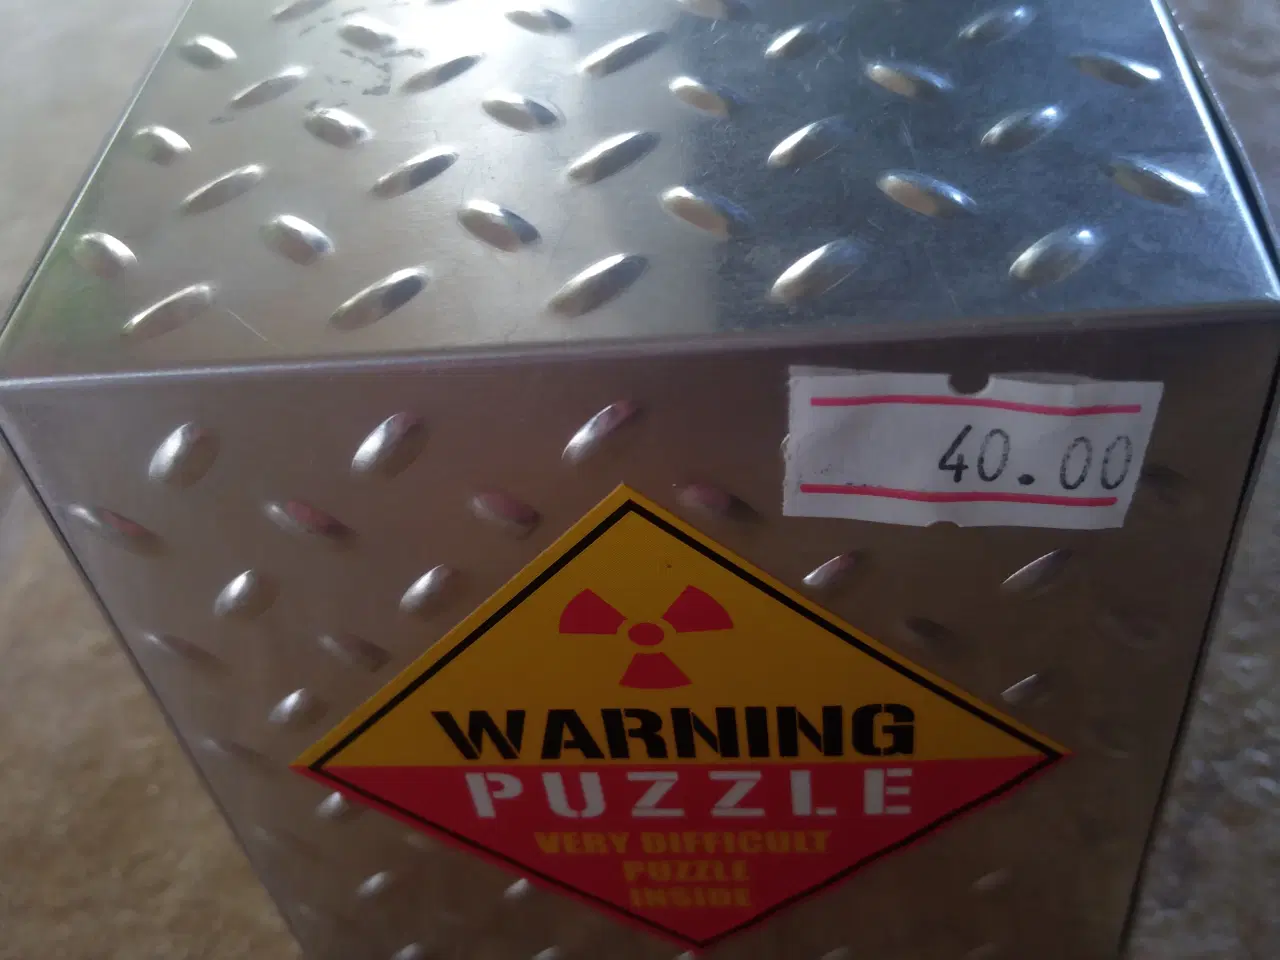 40.00
WARNING
PUZZLE
VERY DIFFICULT
PUZZLE
INSIDE